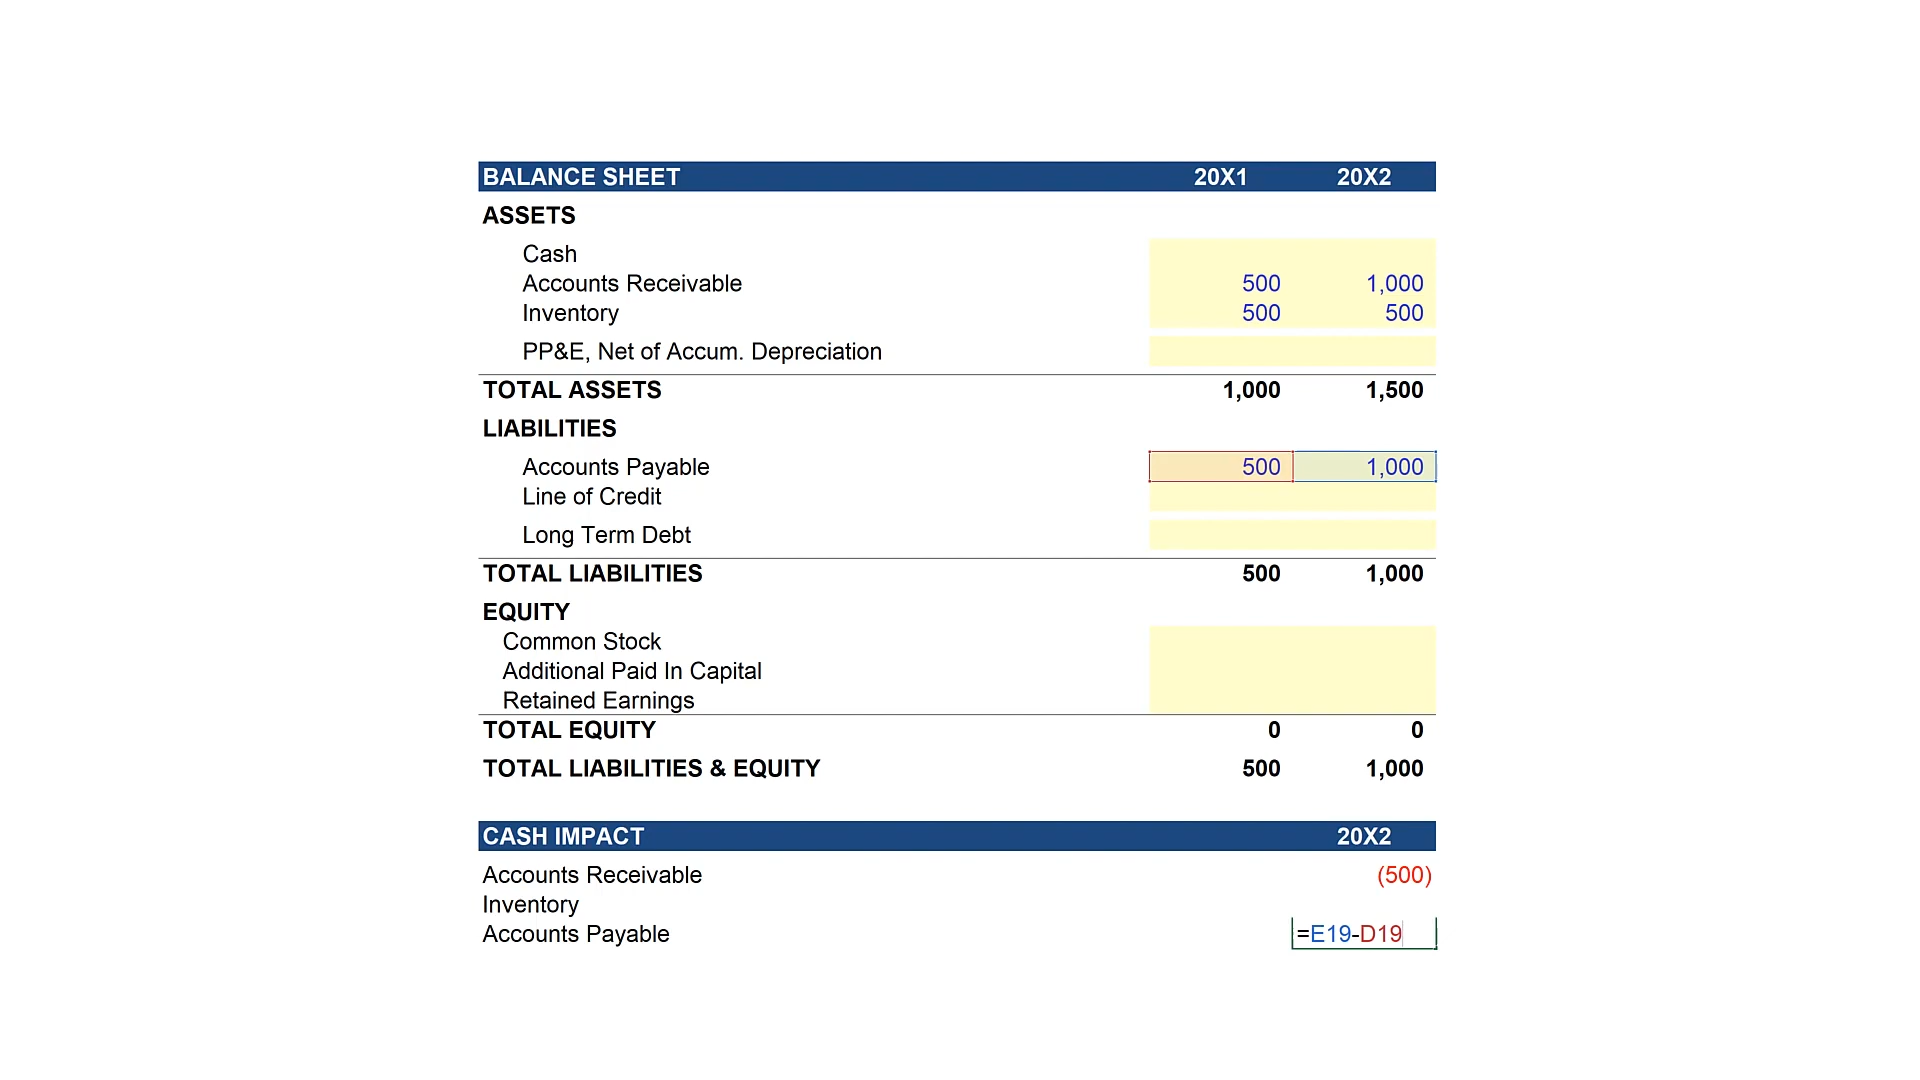 BALANCE SHEET 20X1 20X2
ASSETS
Cash
Accounts Receivable 500 1,000
Inventory 500 500
PP&E, Net of Accum. Depreciation
TOTAL ASSETS 1,000 1,500
LIABILITIES
Accounts Payable 500 1,000
Line of Credit
Long Term Debt
TOTAL LIABILITIES 500 1,000
EQUITY
Common Stock
Additional Paid In Capital
Retained Earnings
TOTAL EQUITY 0 0
TOTAL LIABILITIES & EQUITY 500 1,000
CASH IMPACT 20X2
Accounts Receivable (500)
Inventory
Accounts Payable =E19-D19